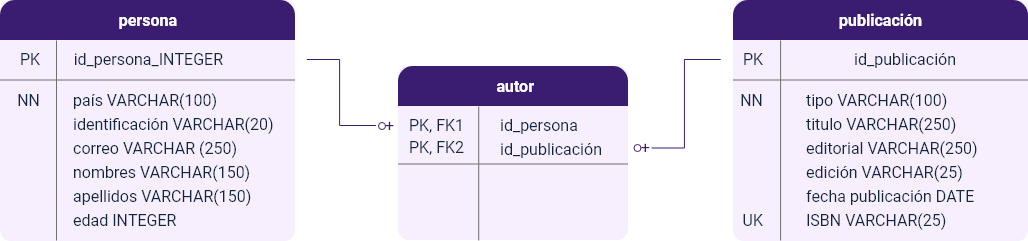 persona
PK id_persona_INTEGER
NN país VARCHAR(100)
identificación VARCHAR(20)
correo VARCHAR (250)
nombres VARCHAR(150)
apellidos VARCHAR(150)
edad INTEGER
autor
PK, FK1 id_persona
PK, FK2 id_publicación
publicación
PK id_publicación
NN tipo VARCHAR(100)
titulo VARCHAR(250)
editorial VARCHAR(250)
edición VARCHAR(25)
fecha publicación DATE
UK ISBN VARCHAR(25)